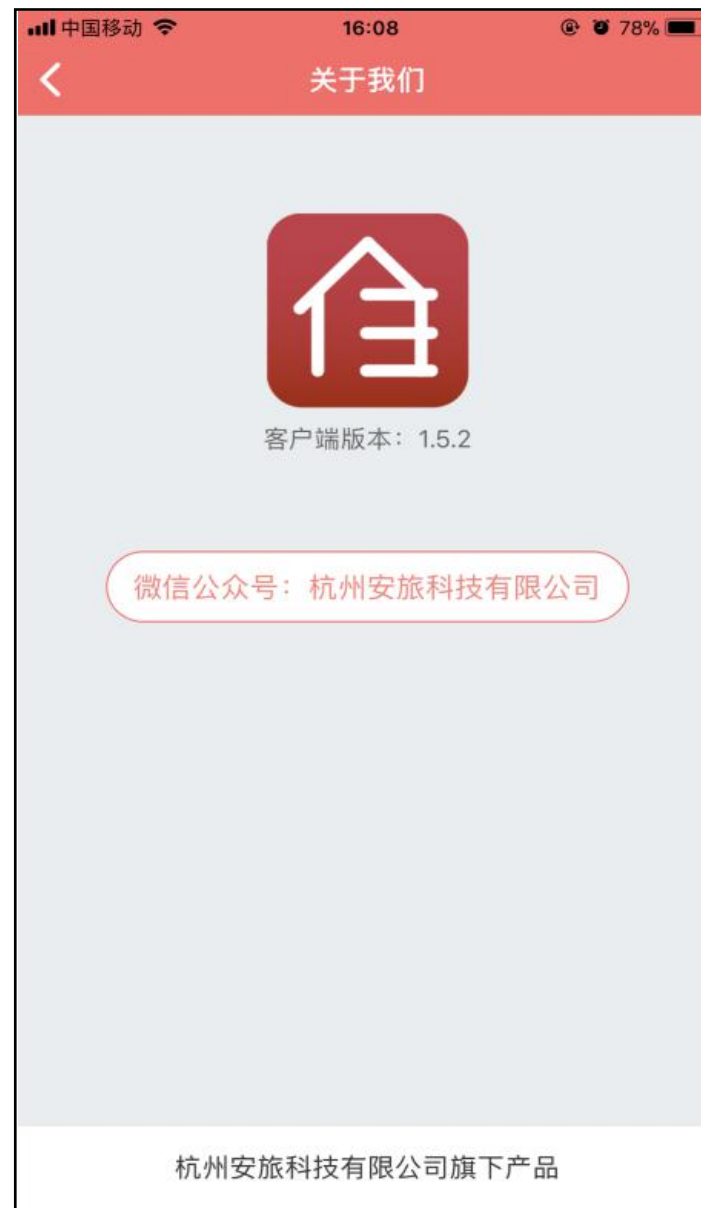 中国移动 16:08 78%
关于我们
住
客户端版本：1.5.2
微信公众号：杭州安旅科技有限公司
杭州安旅科技有限公司旗下产品